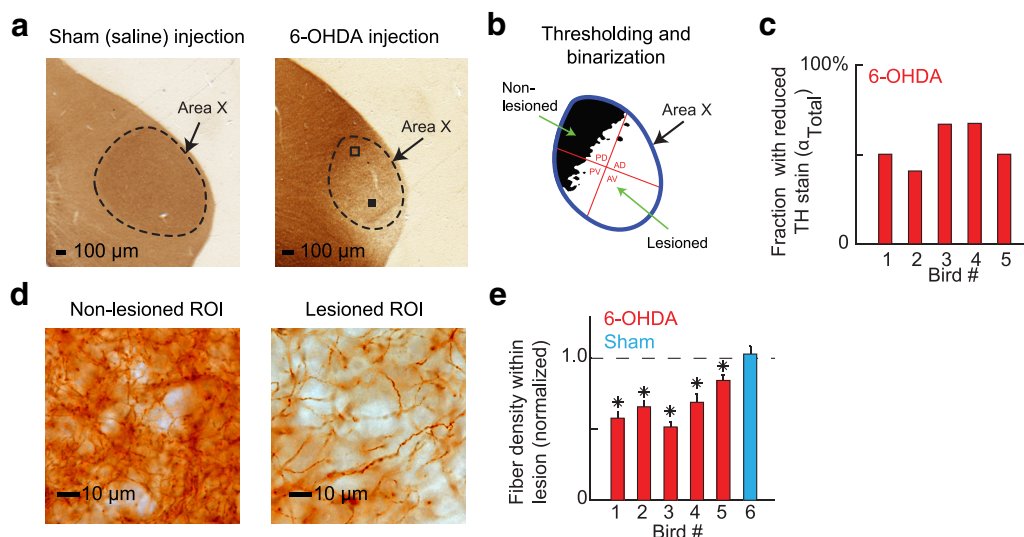 a
Sham (saline) injection
Area X
100 µm
6-OHDA injection
Area X
100 µm
b
Thresholding and
binarization
Non-
lesioned
Area X
PD
AD
PV
AV
Lesioned
c
Fraction with reduced
TH stain (αTotal)
100%
0
6-OHDA
1 2 3 4 5
Bird #
d
Non-lesioned ROI
10 µm
Lesioned ROI
10 µm
e
Fiber density within
lesion (normalized)
6-OHDA
Sham
1.0
0
* * * * *
1 2 3 4 5 6
Bird #